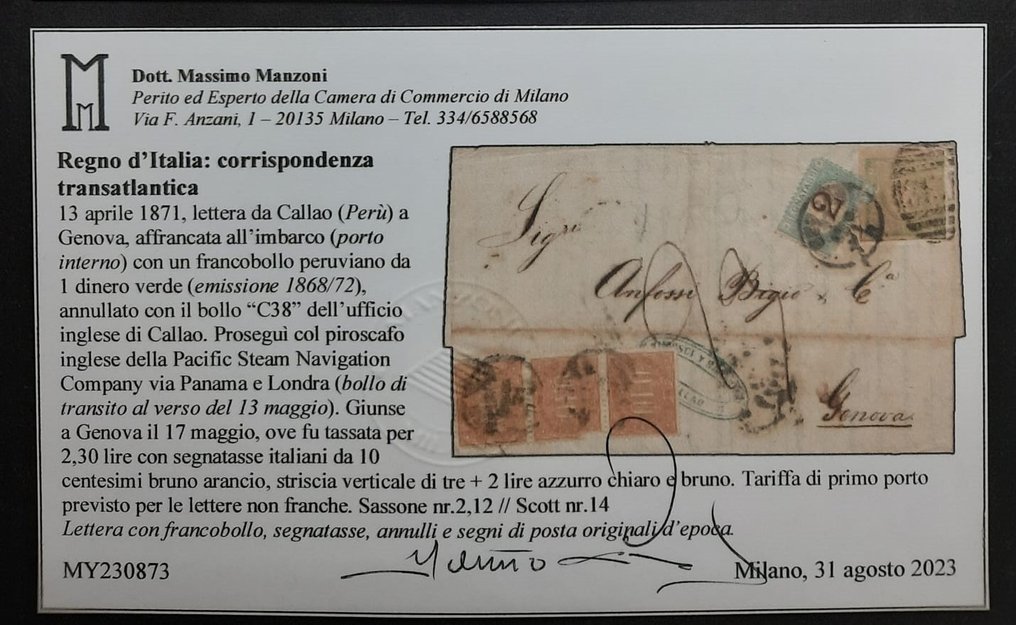 Dott. Massimo Manzoni
Perito ed Esperto della Camera di Commercio di Milano
Via F. Anzani, 1 – 20135 Milano – Tel. 334/6588568
Regno d'Italia: corrispondenza
transatlantica
13 aprile 1871, lettera da Callao (Perù) a
Genova, affrancata all'imbarco (porto
interno) con un francobollo peruviano da
1 dinero verde (emissione 1868/72),
annullato con il bollo "C38" dell'ufficio
inglese di Callao. Proseguì col piroscafo
inglese della Pacific Steam Navigation
Company via Panama e Londra (bollo di
transito al verso del 13 maggio). Giunse
a Genova il 17 maggio, ove fu tassata per
2,30 lire con segnatasse italiani da 10
centesimi bruno arancio, striscia verticale di tre + 2 lire azzurro chiaro e bruno. Tariffa di primo porto
previsto per le lettere non franche. Sassone nr.2,12 // Scott nr.14
Lettera con francobollo, segnatasse, annulli e segni di posta originali d'epoca.
MY230873
Milano, 31 agosto 2023
Sigri
Anfossi Bigio & Ca
Genova